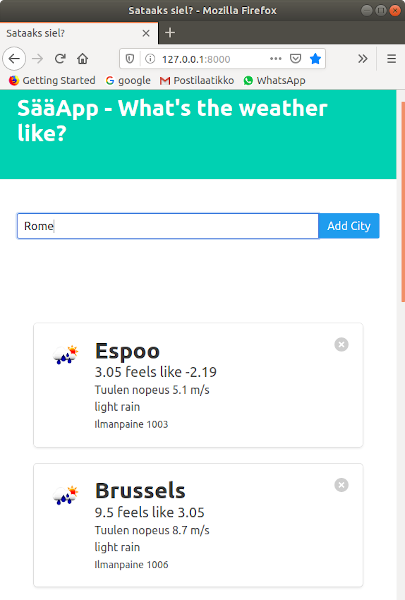 Sataaks siel? - Mozilla Firefox
Sataaks siel?
127.0.0.1:8000
Getting Started google Postilaatikko WhatsApp
SääApp - What's the weather
like?
Rome Add City
Espoo
3.05 feels like -2.19
Tuulen nopeus 5.1 m/s
light rain
Ilmanpaine 1003
Brussels
9.5 feels like 3.05
Tuulen nopeus 8.7 m/s
light rain
Ilmanpaine 1006